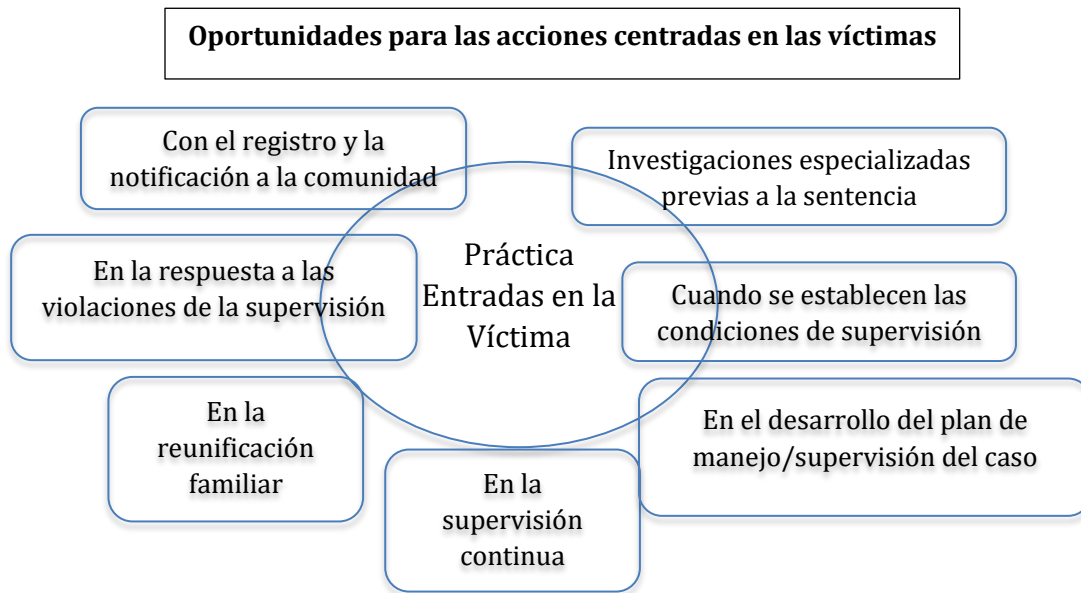 Oportunidades para las acciones centradas en las víctimas
Con el registro y la
notificación a la comunidad
Investigaciones especializadas
previas a la sentencia
En la respuesta a las
violaciones de la supervisión
Práctica
Entradas en la
Víctima
Cuando se establecen las
condiciones de supervisión
En la
reunificación
familiar
En el desarrollo del plan de
manejo/supervisión del caso
En la
supervisión
continua